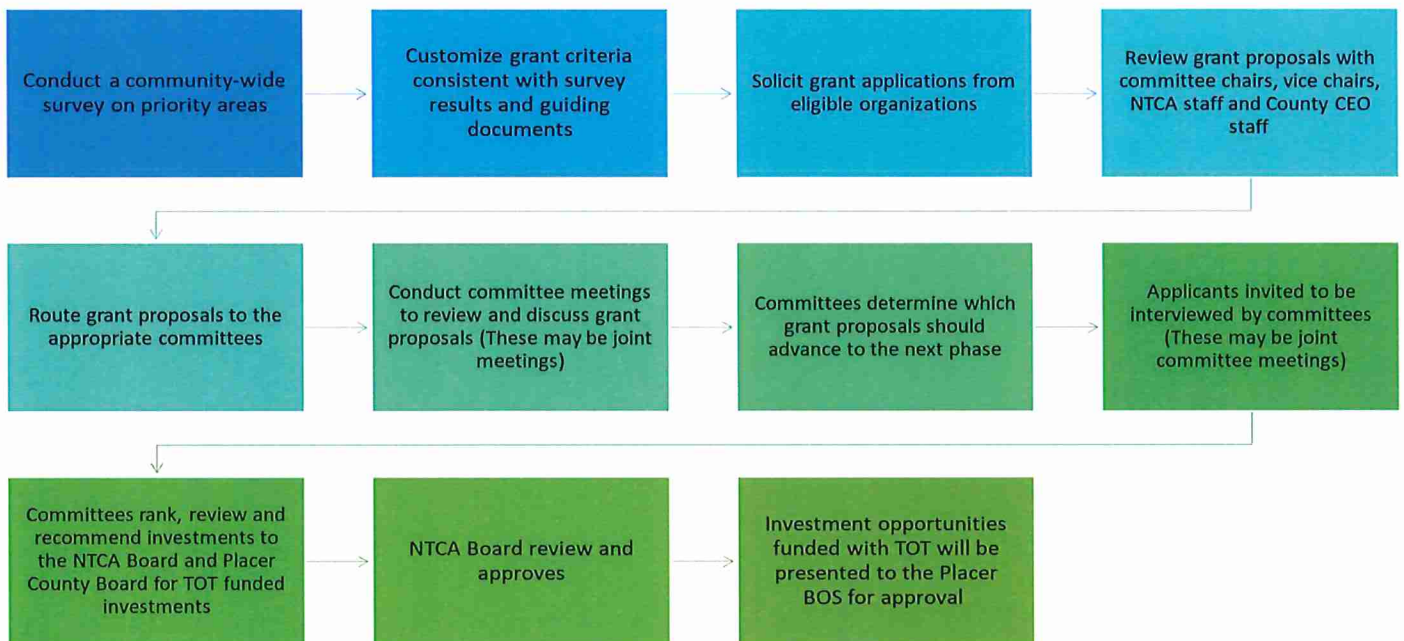 Conduct a community-wide
survey on priority areas
Customize grant criteria
consistent with survey
results and guiding
documents
Solicit grant applications from
eligible organizations
Review grant proposals with
committee chairs, vice chairs,
NTCA staff and County CEO
staff
Route grant proposals to the
appropriate committees
Conduct committee meetings
to review and discuss grant
proposals (These may be joint
meetings)
Committees determine which
grant proposals should
advance to the next phase
Applicants invited to be
interviewed by committees
(These may be joint
committee meetings)
Committees rank, review and
recommend investments to
the NTCA Board and Placer
County Board for TOT funded
investments
NTCA Board review and
approves
Investment opportunities
funded with TOT will be
presented to the Placer
BOS for approval